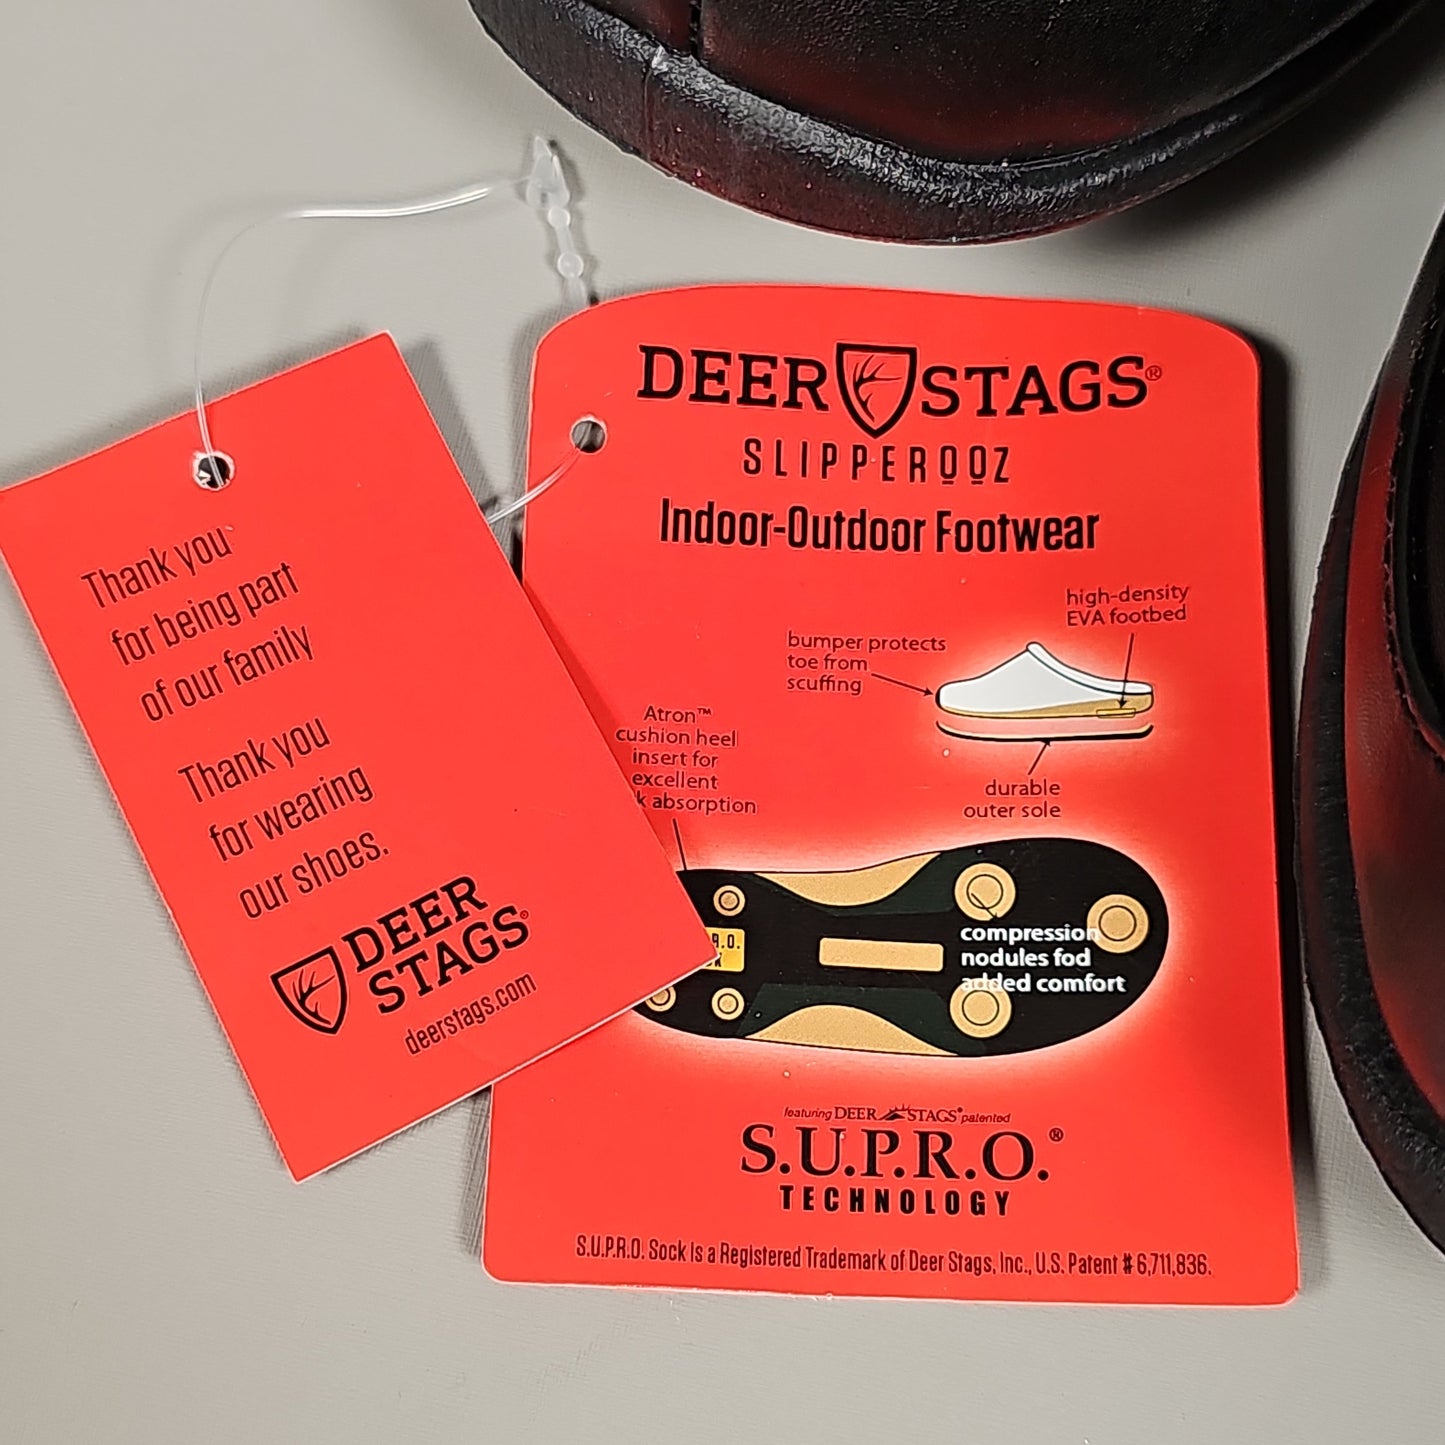 Thank you
for being part
of our family
Thank you
for wearing
our shoes.
DEER
STAGS®
deerstags.com
DEER STAGS®
SLIPPEROOZ
Indoor-Outdoor Footwear
high-density
EVA footbed
bumper protects
toe from
scuffing
Atron™
cushion heel
insert for
excellent
k absorption
durable
outer sole
R.O.
compression
nodules fod
added comfort
featuring DEER STAGS® patented
S.U.P.R.O.®
TECHNOLOGY
S.U.P.R.O. Sock Is a Registered Trademark of Deer Stags, Inc., U.S. Patent # 6,711,836.